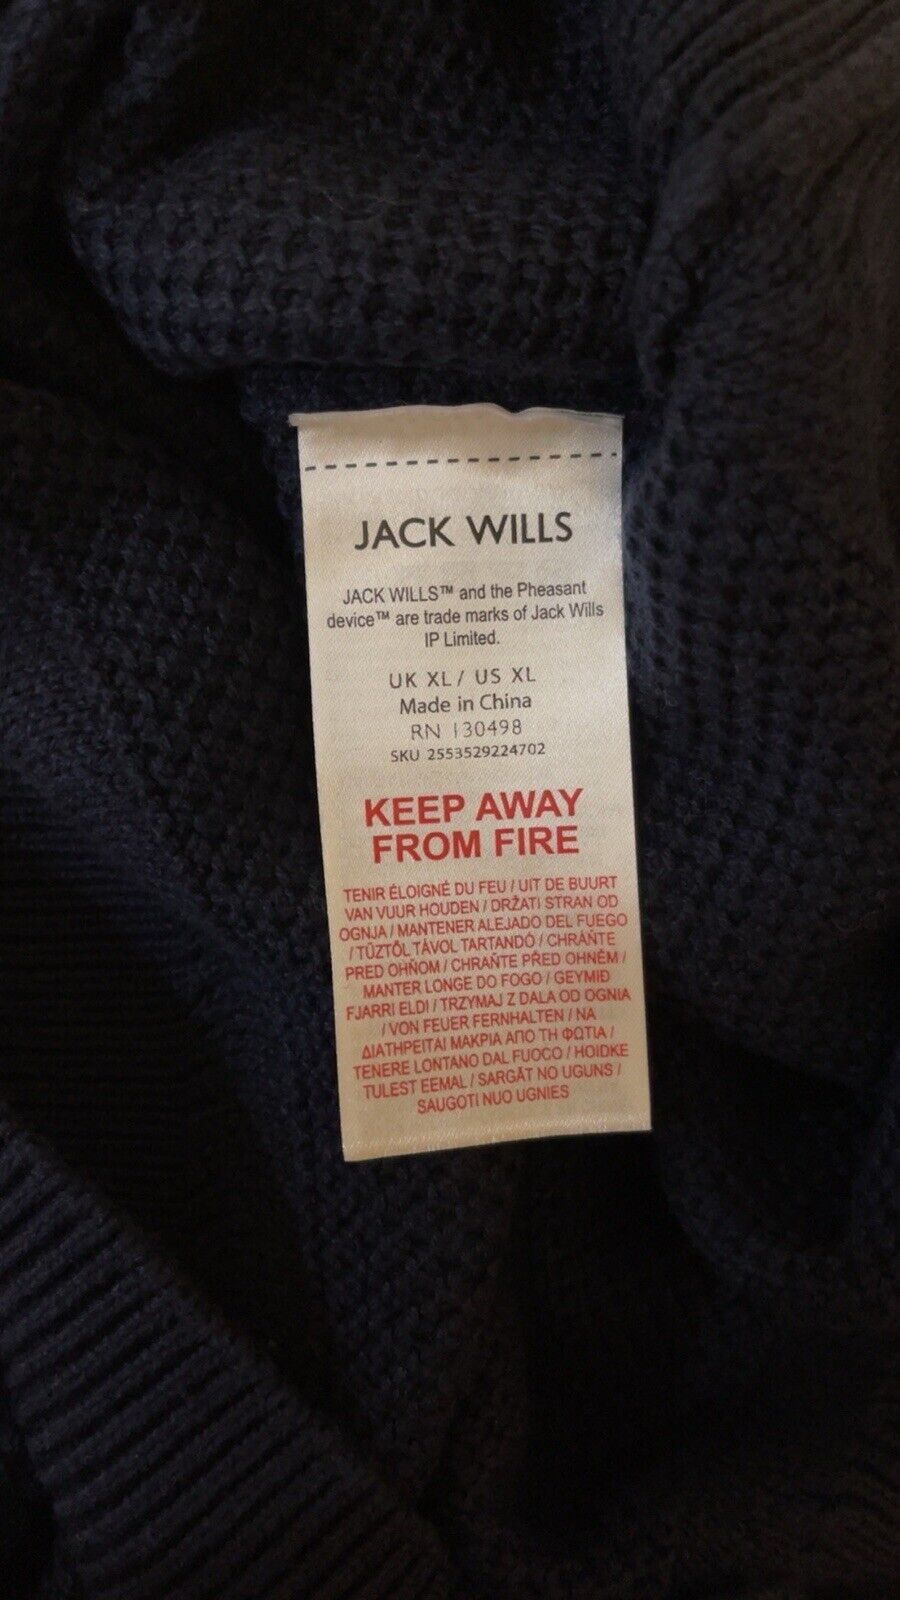 JACK WILLS
JACK WILLS™ and the Pheasant
device™ are trade marks of Jack Wills
IP Limited.
UK XL / US XL
Made in China
RN 130498
SKU 2553529224702
KEEP AWAY
FROM FIRE
TENIR ÉLOIGNÉ DU FEU / UIT DE BUURT
VAN VUUR HOUDEN / DRŽATI STRAN OD
OGNJA / MANTENER ALEJADO DEL FUEGO
/ TŰZTŐL TÁVOL TARTANDÓ / CHRÁŇTE
PRED OHŇOM / CHRAŇTE PŘED OHNĚM /
MANTER LONGE DO FOGO / GEYMIÐ
FJARRI ELDI / TRZYMAJ Z DALA OD OGNIA
/ VON FEUER FERNHALTEN / ΝΑ
ΔΙΑΤΗΡΕΙΤΑΙ ΜΑΚΡΙΑ ΑΠΟ ΤΗ ΦΩΤΙΑ /
TENERE LONTANO DAL FUOCO / HOIDKE
TULEST EEMAL / SARGĀT NO UGUNS /
SAUGOTI NUO UGNIES